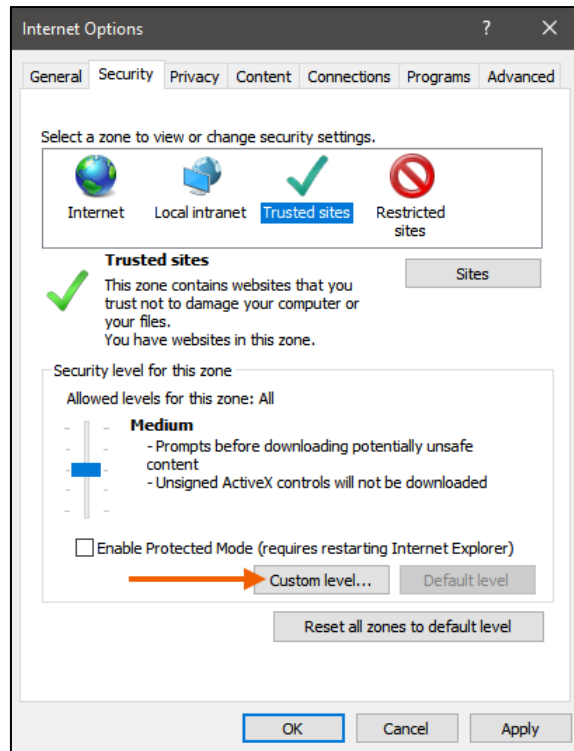 Internet Options
?
General Security Privacy Content Connections Programs Advanced
Select a zone to view or change security settings.
Internet Local intranet Trusted sites Restricted
sites
Trusted sites
Sites
This zone contains websites that you
trust not to damage your computer or
your files.
You have websites in this zone.
Security level for this zone
Allowed levels for this zone: All
Medium
- Prompts before downloading potentially unsafe
content
- Unsigned ActiveX controls will not be downloaded
Enable Protected Mode (requires restarting Internet Explorer)
Custom level... Default level
Reset all zones to default level
OK Cancel Apply